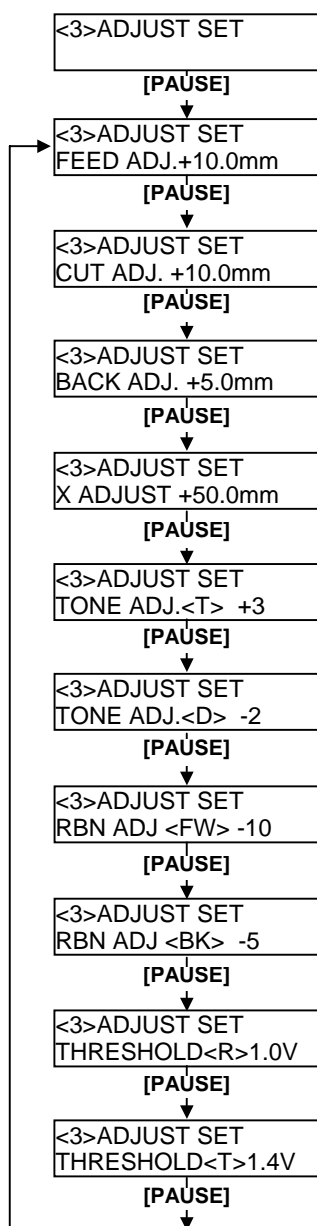 <3>ADJUST SET
[PAUSE]
<3>ADJUST SET
FEED ADJ.+10.0mm
[PAUSE]
<3>ADJUST SET
CUT ADJ. +10.0mm
[PAUSE]
<3>ADJUST SET
BACK ADJ. +5.0mm
[PAUSE]
<3>ADJUST SET
X ADJUST +50.0mm
[PAUSE]
<3>ADJUST SET
TONE ADJ.<T> +3
[PAUSE]
<3>ADJUST SET
TONE ADJ.<D> -2
[PAUSE]
<3>ADJUST SET
RBN ADJ <FW> -10
[PAUSE]
<3>ADJUST SET
RBN ADJ <BK> -5
[PAUSE]
<3>ADJUST SET
THRESHOLD<R>1.0V
[PAUSE]
<3>ADJUST SET
THRESHOLD<T>1.4V
[PAUSE]